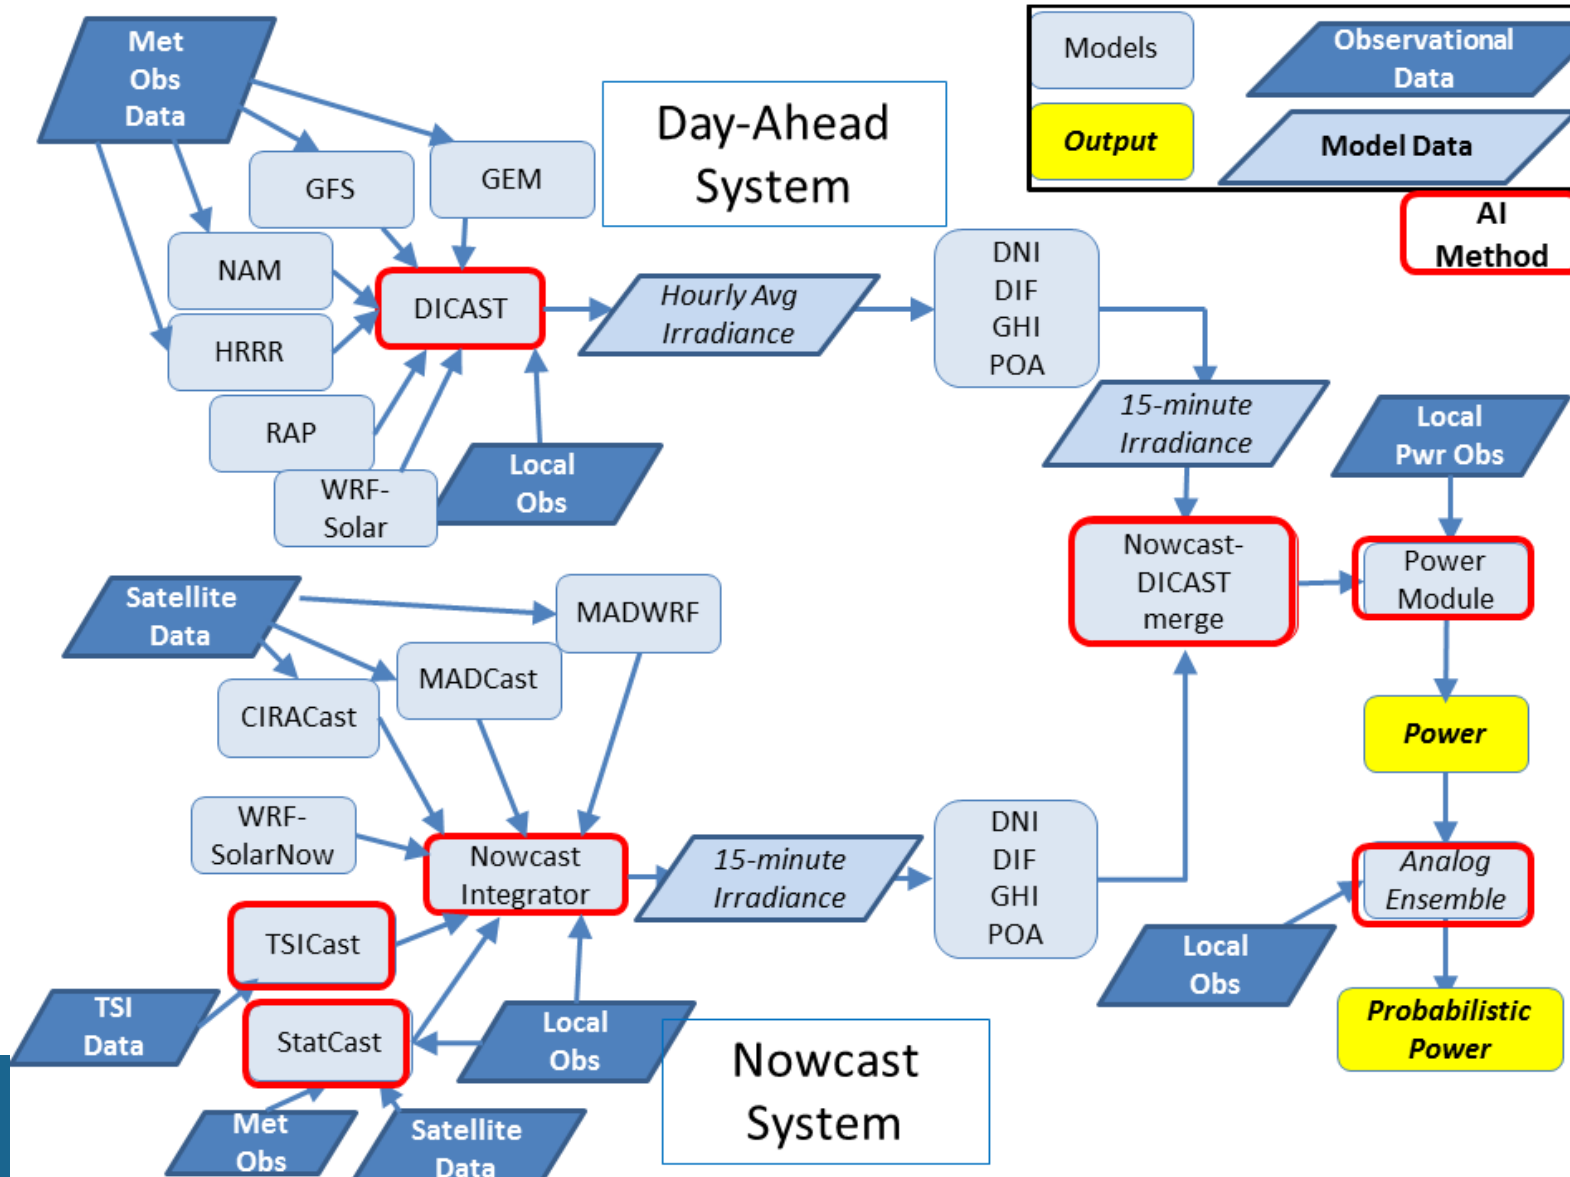 Met
Obs
Data
GFS
GEM
NAM
HRRR
RAP
WRF-
Solar
DICAST
Local
Obs
Day-Ahead
System
Hourly Avg
Irradiance
DNI
DIF
GHI
POA
15-minute
Irradiance
Models
Observational
Data
Output
Model Data
AI
Method
Local
Pwr Obs
Nowcast-
DICAST
merge
Power
Module
Power
Analog
Ensemble
Local
Obs
Probabilistic
Power
Satellite
Data
MADWRF
MADCast
CIRACast
WRF-
SolarNow
Nowcast
Integrator
15-minute
Irradiance
DNI
DIF
GHI
POA
TSICast
TSI
Data
StatCast
Local
Obs
Met
Obs
Satellite
Data
Nowcast
System